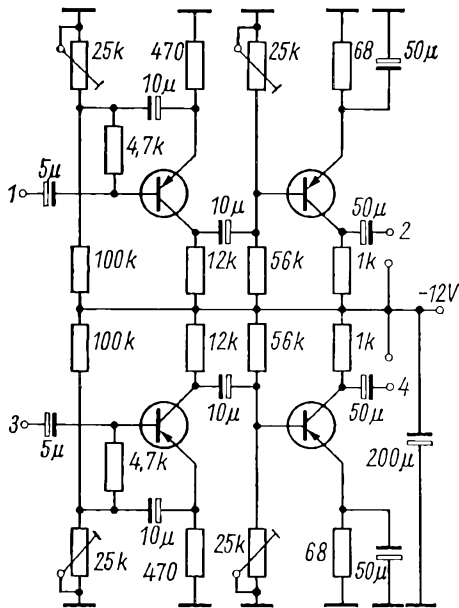 25k 470 25k 68 50µ
10µ
4,7k
5µ
1 10µ 50µ
2
100k 12k 56k 1k
-12V
100k 12k 56k 1k
10µ 50µ 4
3
5µ 4,7k 200µ
10µ
25k 470 25k 68 50µ